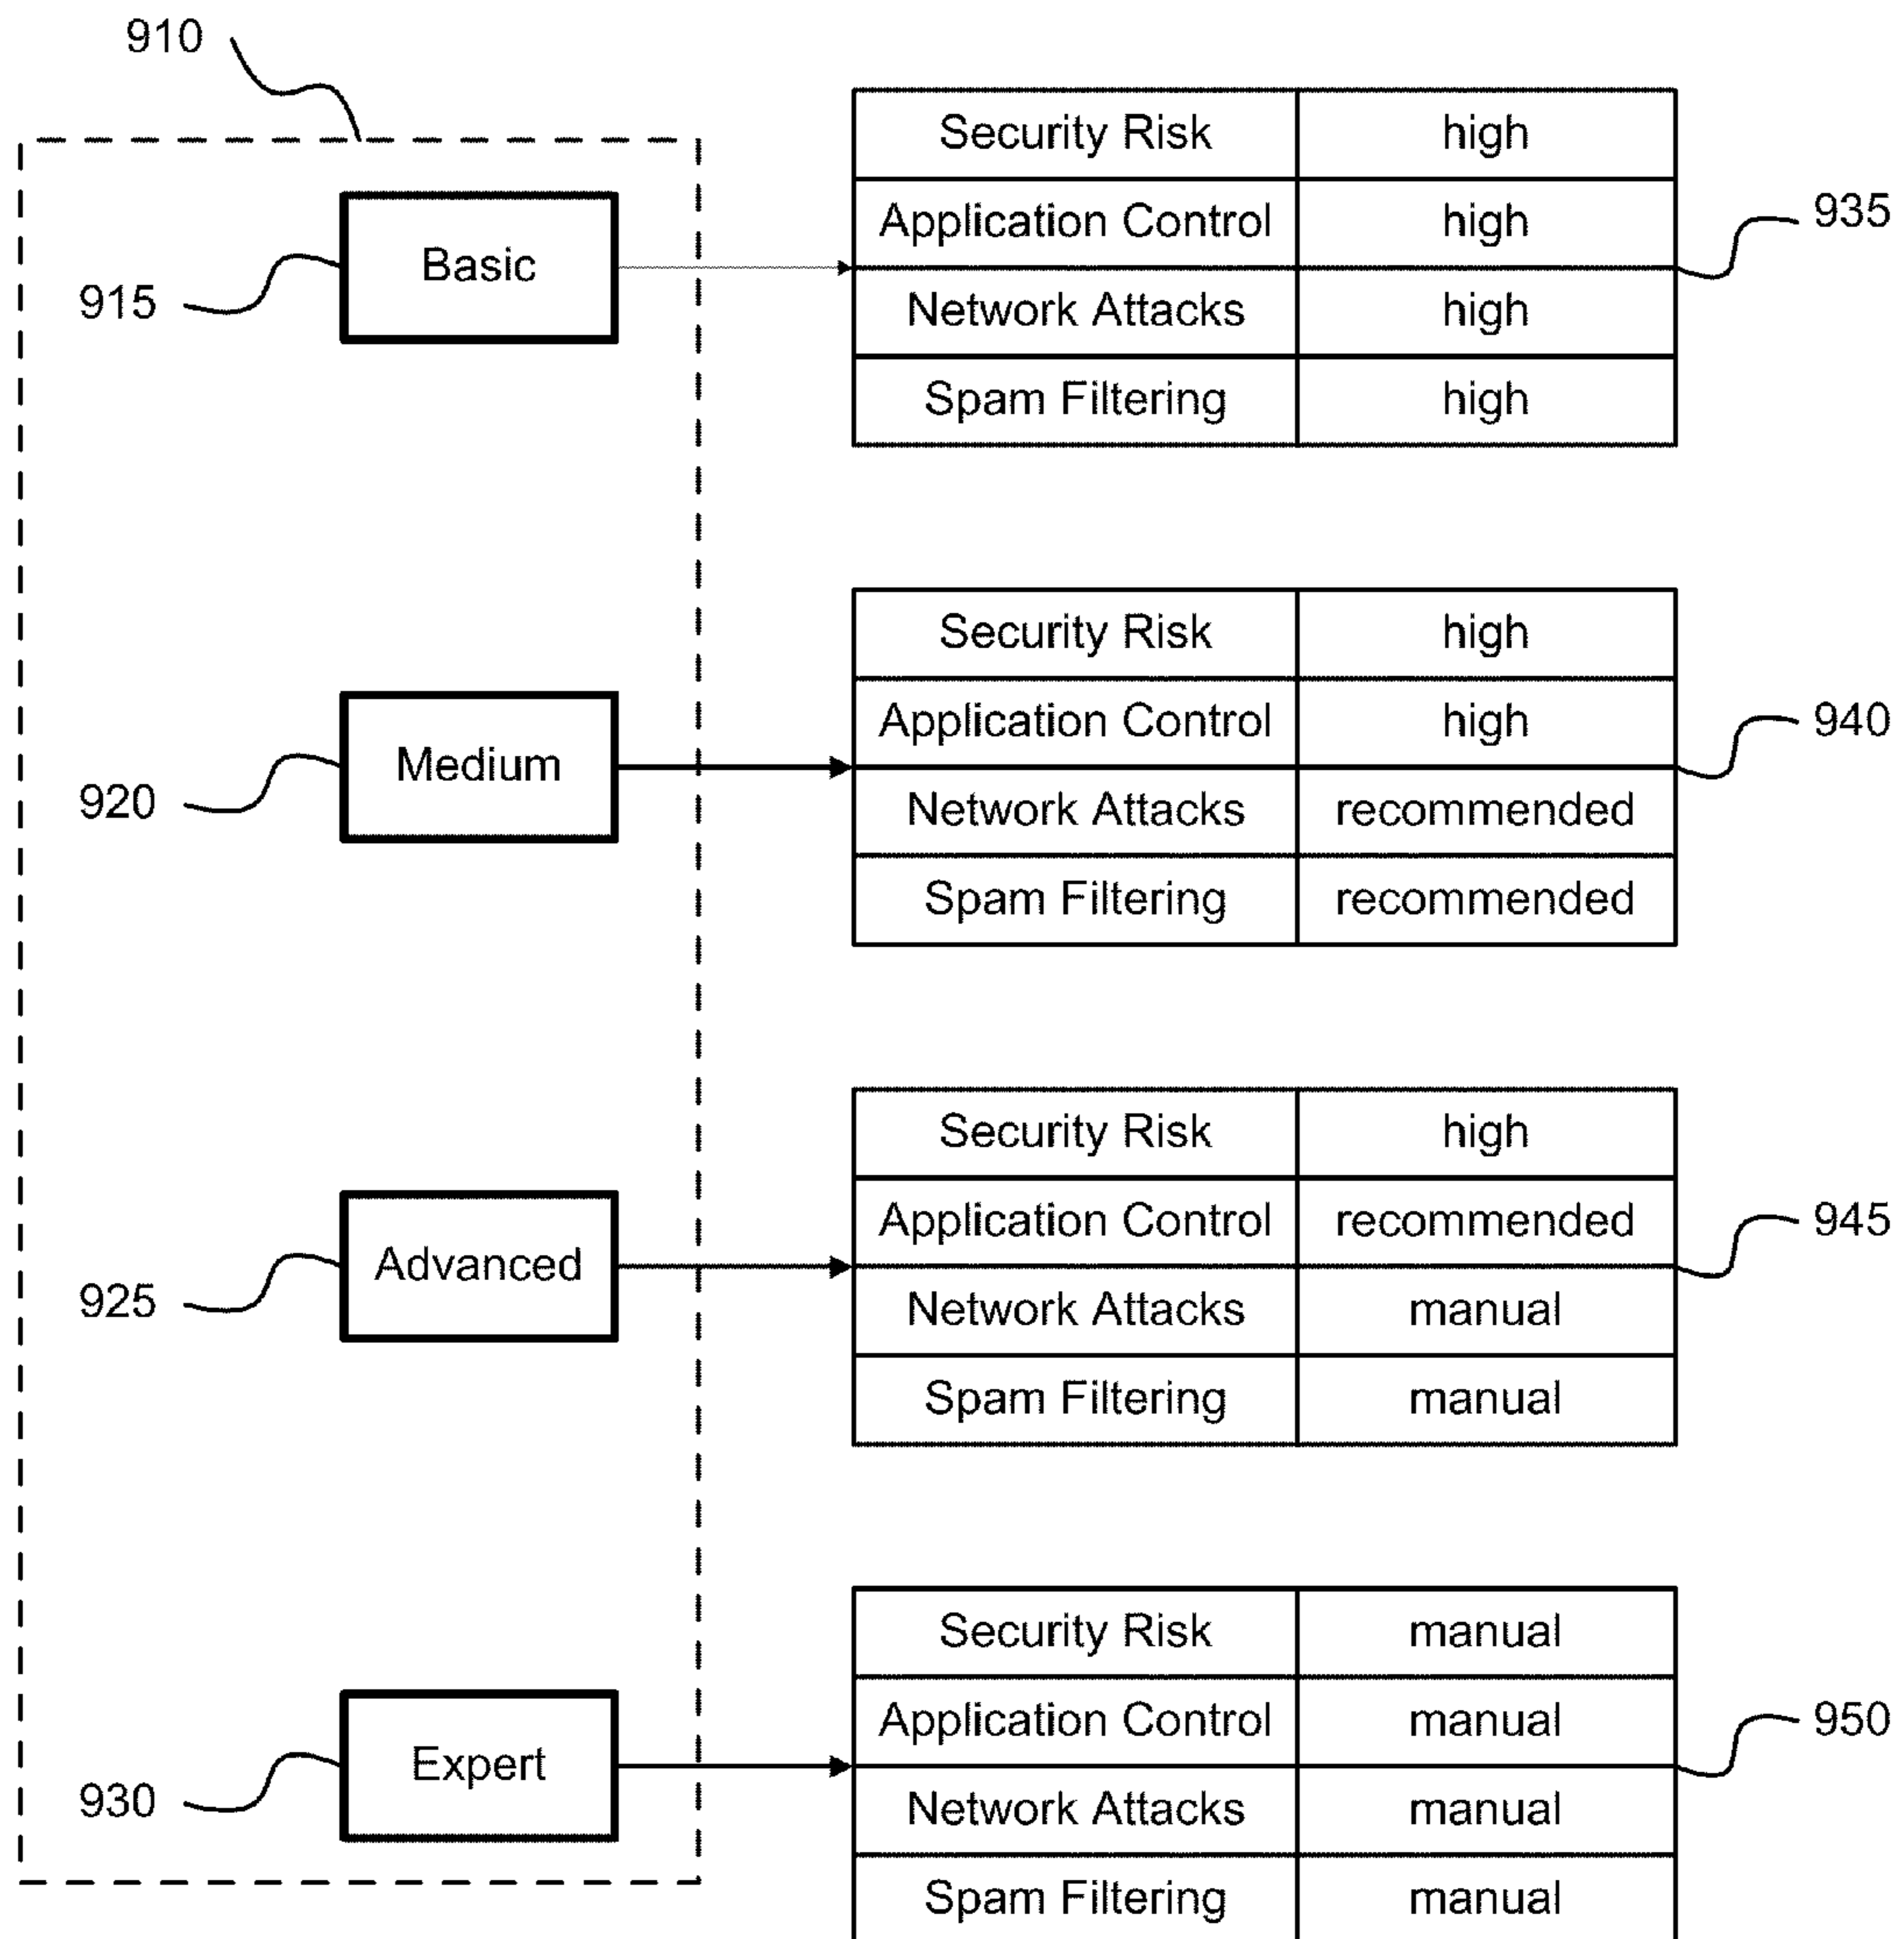 910
Security Risk high
Application Control high
935
Basic
915
Network Attacks high
Spam Filtering high
Security Risk high
Application Control high
940
Medium
920
Network Attacks recommended
Spam Filtering recommended
Security Risk high
Application Control recommended
945
Advanced
925
Network Attacks manual
Spam Filtering manual
Security Risk manual
Application Control manual
950
Expert
930
Network Attacks manual
Spam Filtering manual